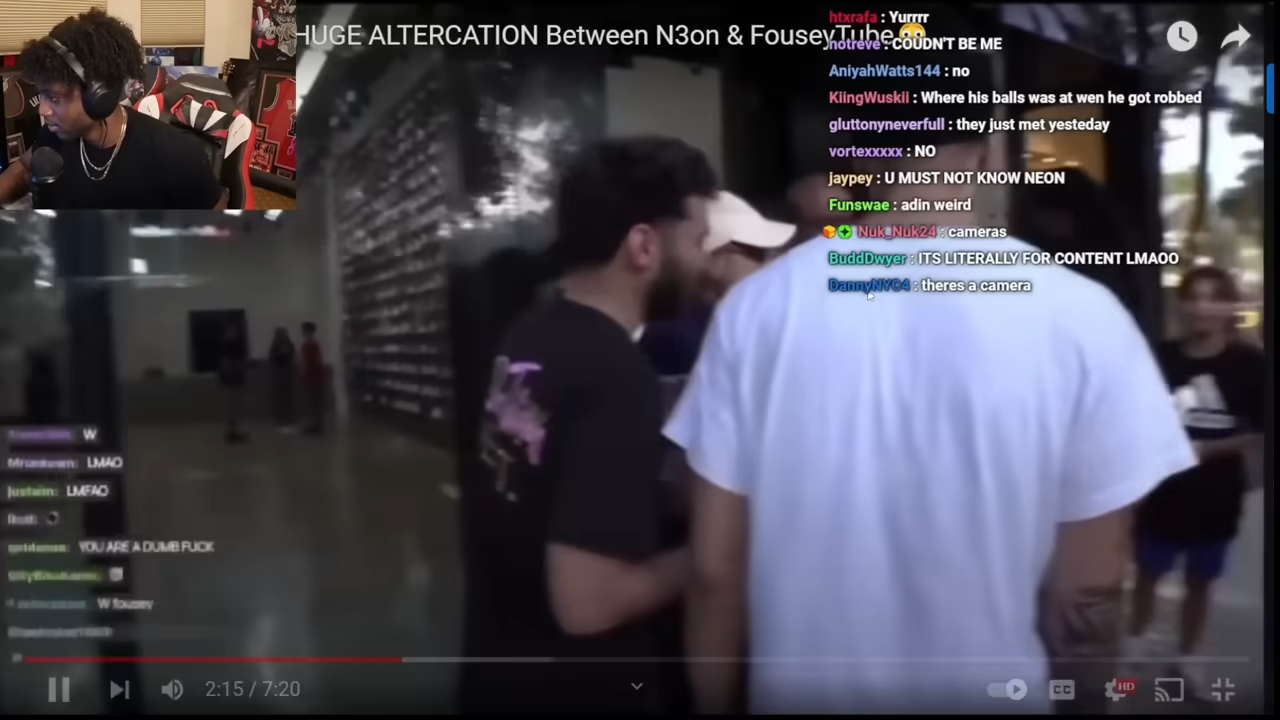 HUGE ALTERCATION Between N3on & FouseyTube😳
htxrafa : Yurrrr
notreve : COUDN'T BE ME
AniyahWatts144 : no
KiingWuskii : Where his balls was at wen he got robbed
gluttonyneverfull : they just met yesteday
vortexxxxx : NO
jaypey : U MUST NOT KNOW NEON
Funswae : adin weird
Nuk_Nuk24 : cameras
BuddDwyer : ITS LITERALLY FOR CONTENT LMAOO
DannyNYC4 : theres a camera
W
LMAO
LMFAO
YOU ARE A DUMB FUCK
W fousey
2:15 / 7:20
CC
HD